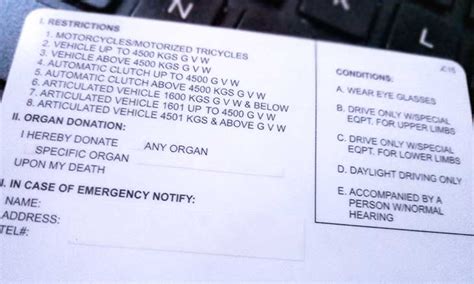 I. RESTRICTIONS
1. MOTORCYCLES/MOTORIZED TRICYCLES
2. VEHICLE UP TO 4500 KGS G V W
3. VEHICLE ABOVE 4500 KGS G V W
4. AUTOMATIC CLUTCH UP TO 4500 G V W
5. AUTOMATIC CLUTCH ABOVE 4500 G V W
6. ARTICULATED VEHICLE 1600 KGS G V W & BELOW
7. ARTICULATED VEHICLE 1601 UP TO 4500 G V W
8. ARTICULATED VEHICLE 4501 KGS & ABOVE G V W
II. ORGAN DONATION:
I HEREBY DONATE ANY ORGAN
SPECIFIC ORGAN
UPON MY DEATH
IN CASE OF EMERGENCY NOTIFY:
NAME:
ADDRESS:
TEL#:
CONDITIONS:
A. WEAR EYE GLASSES
B. DRIVE ONLY W/SPECIAL
EQPT. FOR UPPER LIMBS
C. DRIVE ONLY W/SPECIAL
EQPT. FOR LOWER LIMBS
D. DAYLIGHT DRIVING ONLY
E. ACCOMPANIED BY A
PERSON W/NORMAL
HEARING